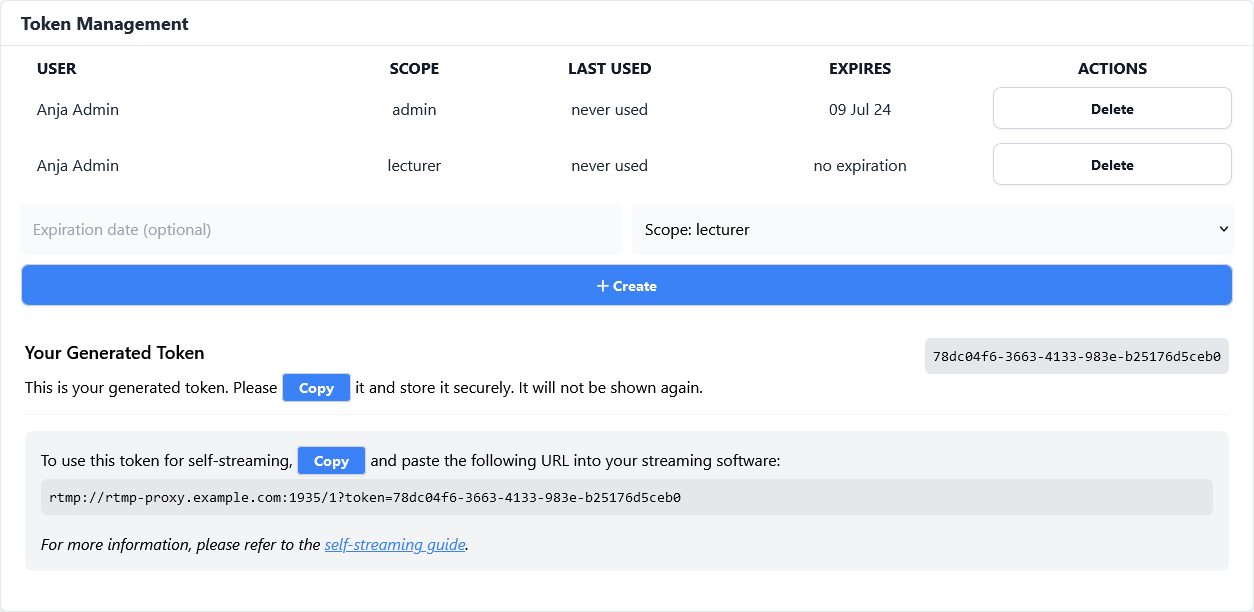 Token Management
USER SCOPE LAST USED EXPIRES ACTIONS
Anja Admin admin never used 09 Jul 24 Delete
Anja Admin lecturer never used no expiration Delete
Expiration date (optional) Scope: lecturer
+ Create
Your Generated Token 78dc04f6-3663-4133-983e-b25176d5ceb0
This is your generated token. Please Copy it and store it securely. It will not be shown again.
To use this token for self-streaming, Copy and paste the following URL into your streaming software:
rtmp://rtmp-proxy.example.com:1935/1?token=78dc04f6-3663-4133-983e-b25176d5ceb0
For more information, please refer to the self-streaming guide.